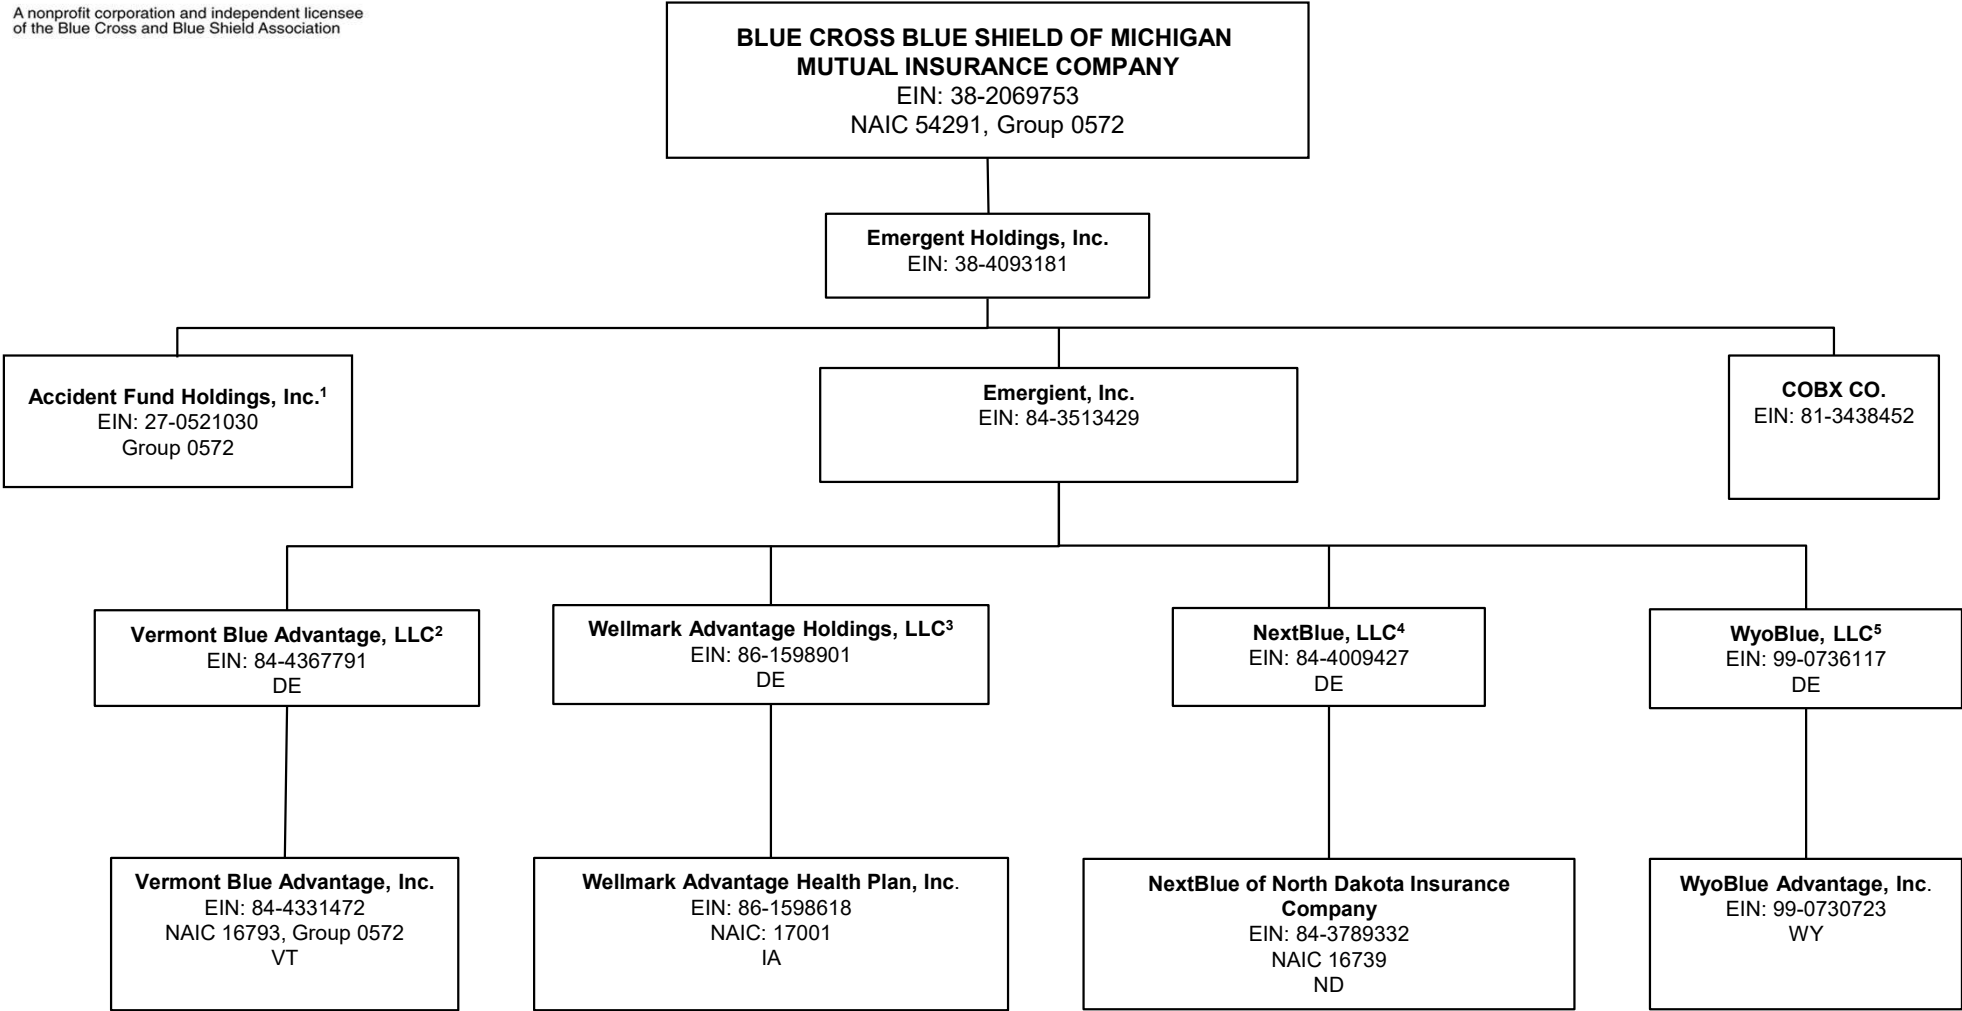 A nonprofit corporation and independent licensee
of the Blue Cross and Blue Shield Association
BLUE CROSS BLUE SHIELD OF MICHIGAN
MUTUAL INSURANCE COMPANY
EIN: 38-2069753
NAIC 54291, Group 0572
Emergent Holdings, Inc.
EIN: 38-4093181
Accident Fund Holdings, Inc.¹
EIN: 27-0521030
Group 0572
Emergient, Inc.
EIN: 84-3513429
COBX CO.
EIN: 81-3438452
Vermont Blue Advantage, LLC²
EIN: 84-4367791
DE
Wellmark Advantage Holdings, LLC³
EIN: 86-1598901
DE
NextBlue, LLC⁴
EIN: 84-4009427
DE
WyoBlue, LLC⁵
EIN: 99-0736117
DE
Vermont Blue Advantage, Inc.
EIN: 84-4331472
NAIC 16793, Group 0572
VT
Wellmark Advantage Health Plan, Inc.
EIN: 86-1598618
NAIC: 17001
IA
NextBlue of North Dakota Insurance
Company
EIN: 84-3789332
NAIC 16739
ND
WyoBlue Advantage, Inc.
EIN: 99-0730723
WY